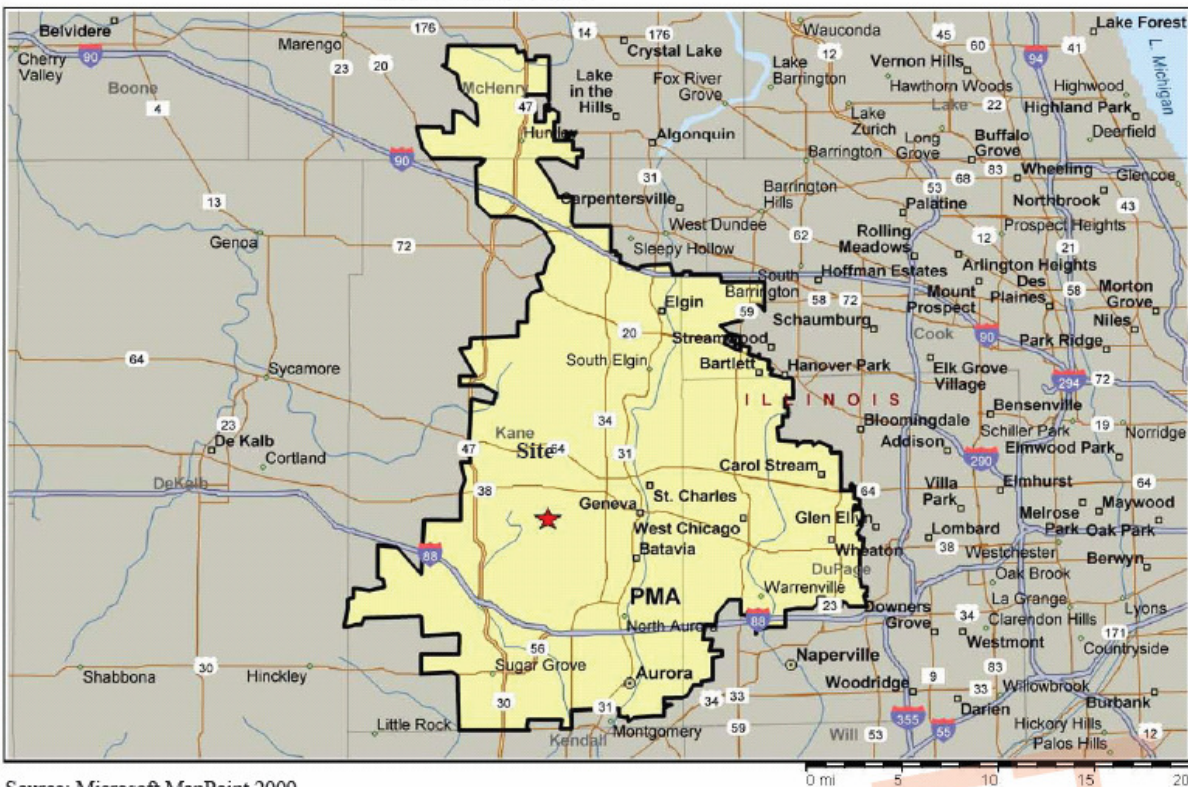 Belvidere
176
14
176
Wauconda
Lake Forest
Marengo
Crystal Lake
12
45
60
94
41
L. Michigan
Cherry Valley
90
23
20
Lake in the Hills
Fox River Grove
Lake Barrington
Vernon Hills
Hawthorn Woods
Highwood
Boone
McHenry
Lake
22
Highland Park
4
47
Huntley
Algonquin
Lake Zurich
Long Grove
Buffalo Grove
Deerfield
90
Barrington
83
Wheeling
Glencoe
31
68
53
Northbrook
13
Carpentersville
Barrington Hills
Palatine
43
Genoa
72
West Dundee
Sleepy Hollow
62
Rolling Meadows
12
Prospect Heights
21
South Barrington
Hoffman Estates
Arlington Heights
58
72
Mount Prospect
Des Plaines
58
Morton Grove
Elgin
59
Schaumburg
Niles
20
Streamwood
Cook
90
Park Ridge
64
South Elgin
Bartlett
Hanover Park
Elk Grove Village
294
72
Sycamore
ILLINOIS
Bensenville
34
Bloomingdale
Schiller Park
19
Norridge
23
De Kalb
Kane
Addison
Elmwood Park
47
Site
64
31
290
Cortland
Carol Stream
DeKalb
38
St. Charles
64
Villa Park
Elmhurst
64
Geneva
Melrose Park
Maywood
West Chicago
Glen Ellyn
Lombard
Oak Park
88
Batavia
Wheaton
38
Westchester
Berwyn
DuPage
Oak Brook
PMA
Warrenville
La Grange
Lyons
23
Downers Grove
34
Clarendon Hills
North Aurora
88
Westmont
171
56
Countryside
30
Sugar Grove
Naperville
83
Shabbona
Hinckley
Aurora
Woodridge
9
Willowbrook
33
Burbank
30
31
34
33
Darien
Little Rock
Montgomery
59
355
Hickory Hills
Kendall
Will
53
55
12
Palos Hills
Source: Microsoft MapPoint 2009
0 mi 5 10 15 20